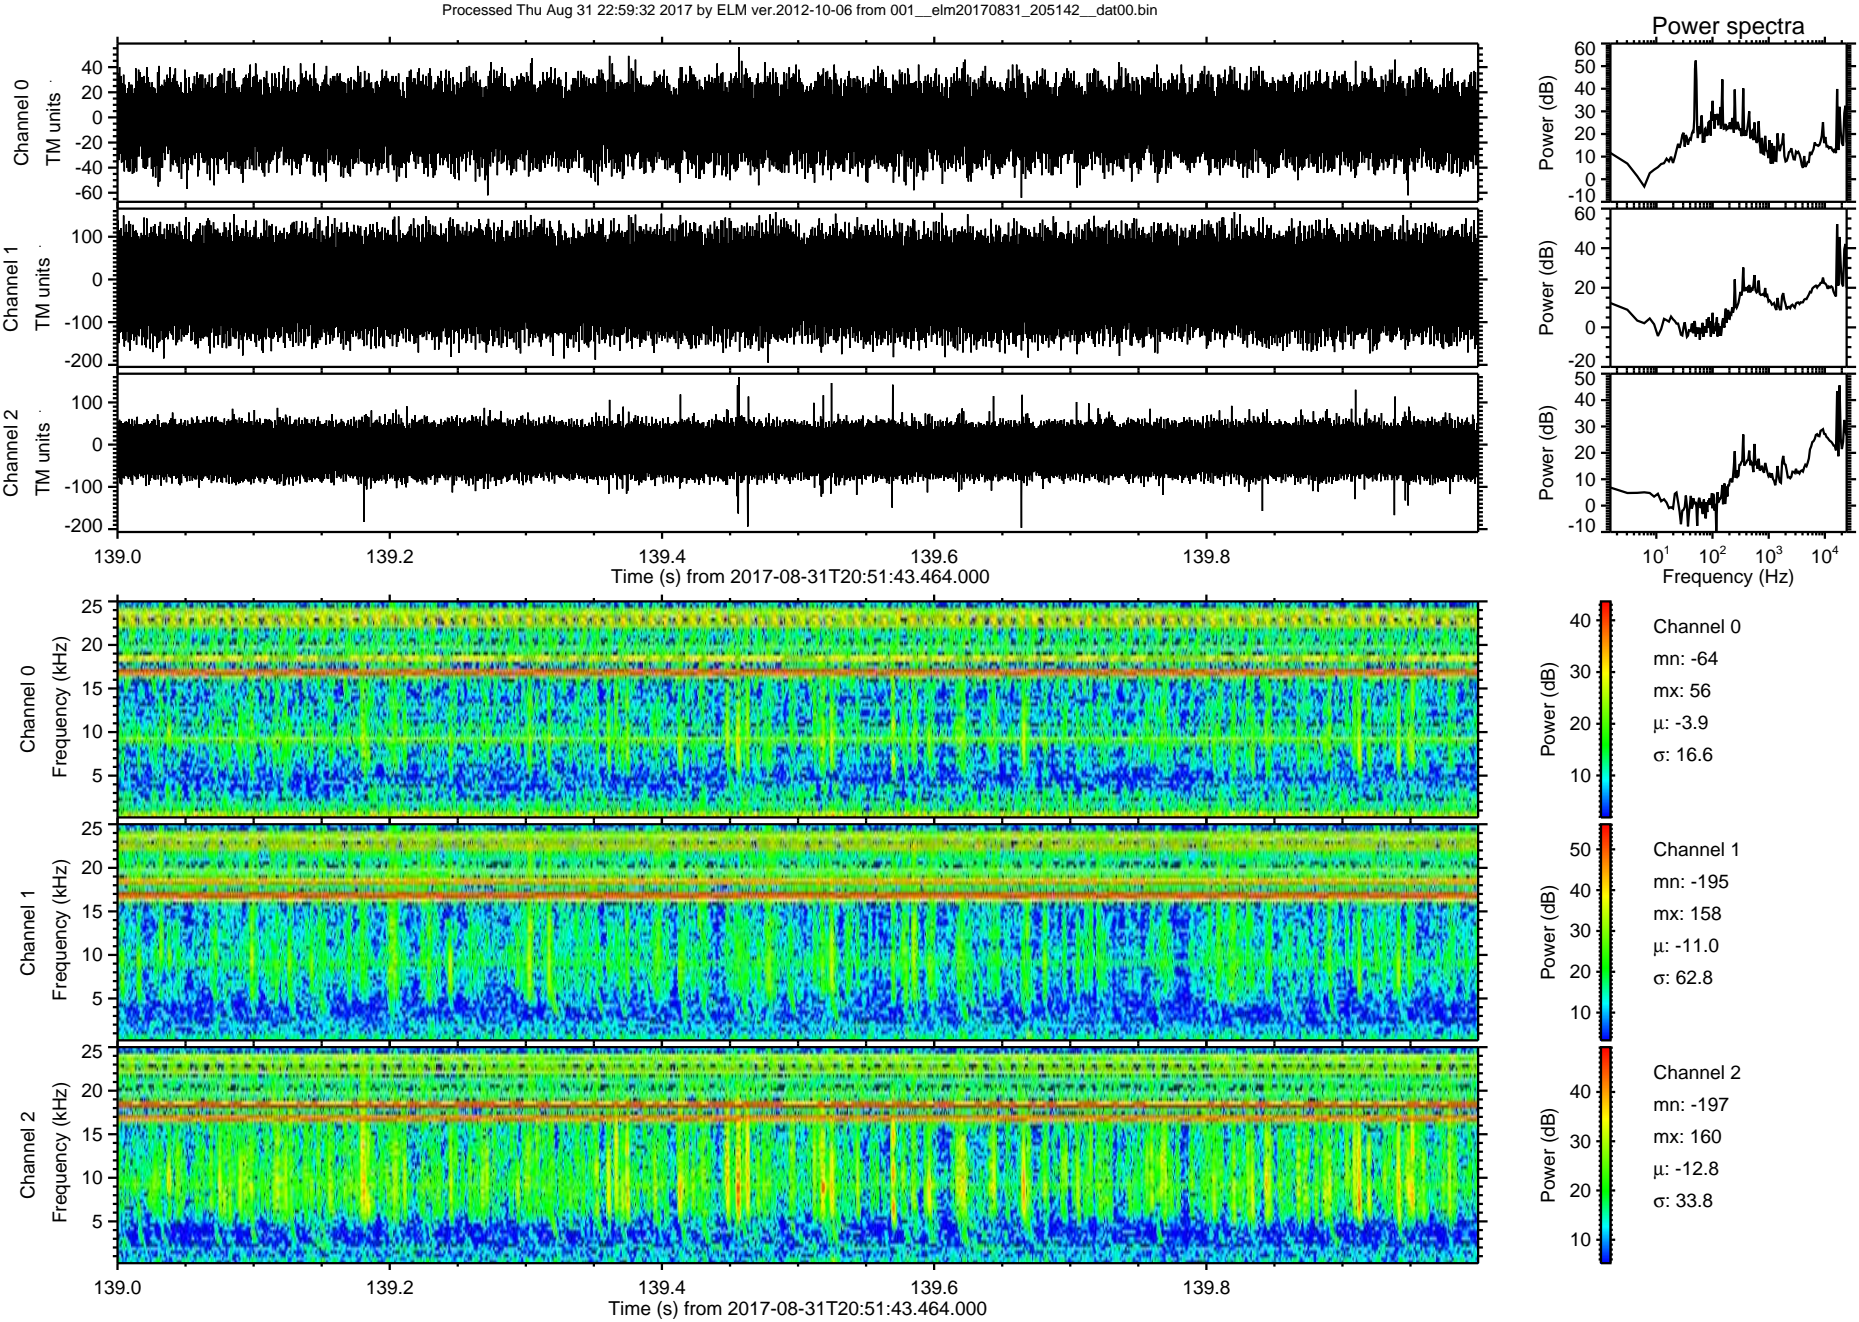 Processed Thu Aug 31 22:59:32 2017 by ELM ver.2012-10-06 from 001__elm20170831_205142__dat00.bin
Power spectra
Channel 0
TM units
40
20
0
-20
-40
-60
Power (dB)
60
50
40
30
20
10
0
-10
Channel 1
TM units
100
0
-100
-200
Power (dB)
60
40
20
0
-20
Channel 2
TM units
100
0
-100
-200
Power (dB)
50
40
30
20
10
0
-10
139.0 139.2 139.4 139.6 139.8
Time (s) from 2017-08-31T20:51:43.464.000
10¹ 10² 10³ 10⁴
Frequency (Hz)
Channel 0
Frequency (kHz)
25
20
15
10
5
Power (dB)
40
30
20
10
Channel 0
mn: -64
mx: 56
μ: -3.9
σ: 16.6
Channel 1
Frequency (kHz)
25
20
15
10
5
Power (dB)
50
40
30
20
10
Channel 1
mn: -195
mx: 158
μ: -11.0
σ: 62.8
Channel 2
Frequency (kHz)
25
20
15
10
5
Power (dB)
40
30
20
10
Channel 2
mn: -197
mx: 160
μ: -12.8
σ: 33.8
139.0 139.2 139.4 139.6 139.8
Time (s) from 2017-08-31T20:51:43.464.000